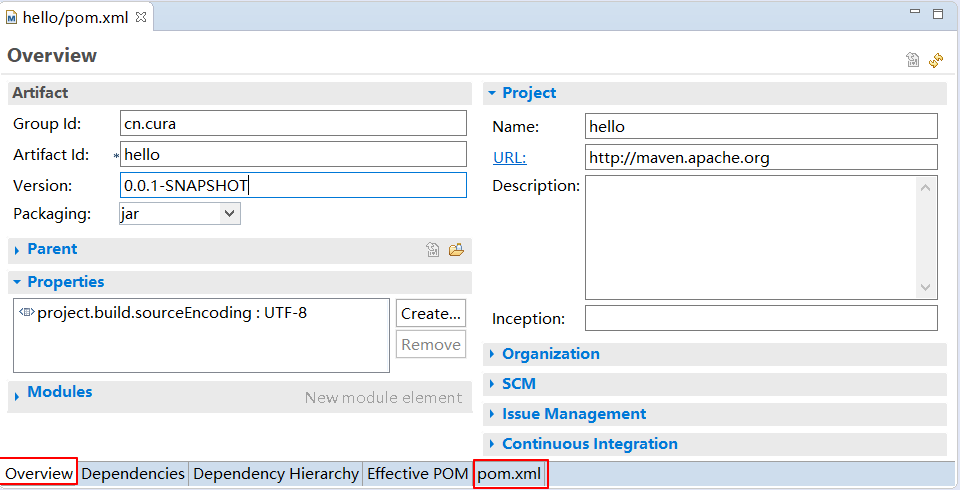 hello/pom.xml
Overview
Artifact
Group Id: cn.cura
Artifact Id: * hello
Version: 0.0.1-SNAPSHOT
Packaging: jar
Parent
Properties
project.build.sourceEncoding : UTF-8
Create...
Remove
Modules New module element
Project
Name: hello
URL: http://maven.apache.org
Description:
Inception:
Organization
SCM
Issue Management
Continuous Integration
Overview Dependencies Dependency Hierarchy Effective POM pom.xml